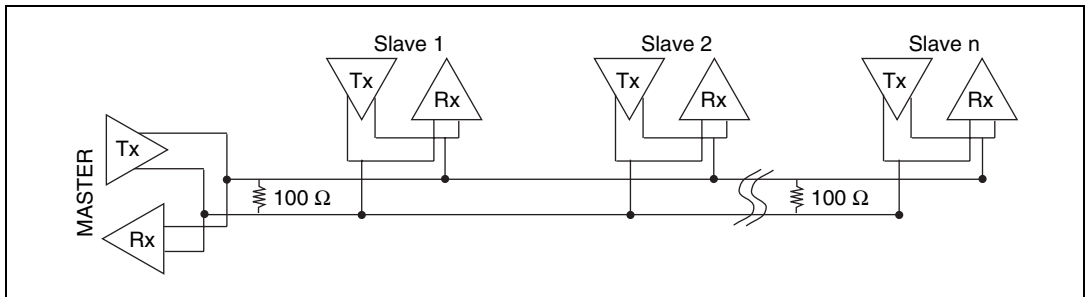 Slave 1
Slave 2
Slave n
Tx
Rx
Tx
Rx
Tx
Rx
MASTER
Tx
Rx
100 Ω
100 Ω